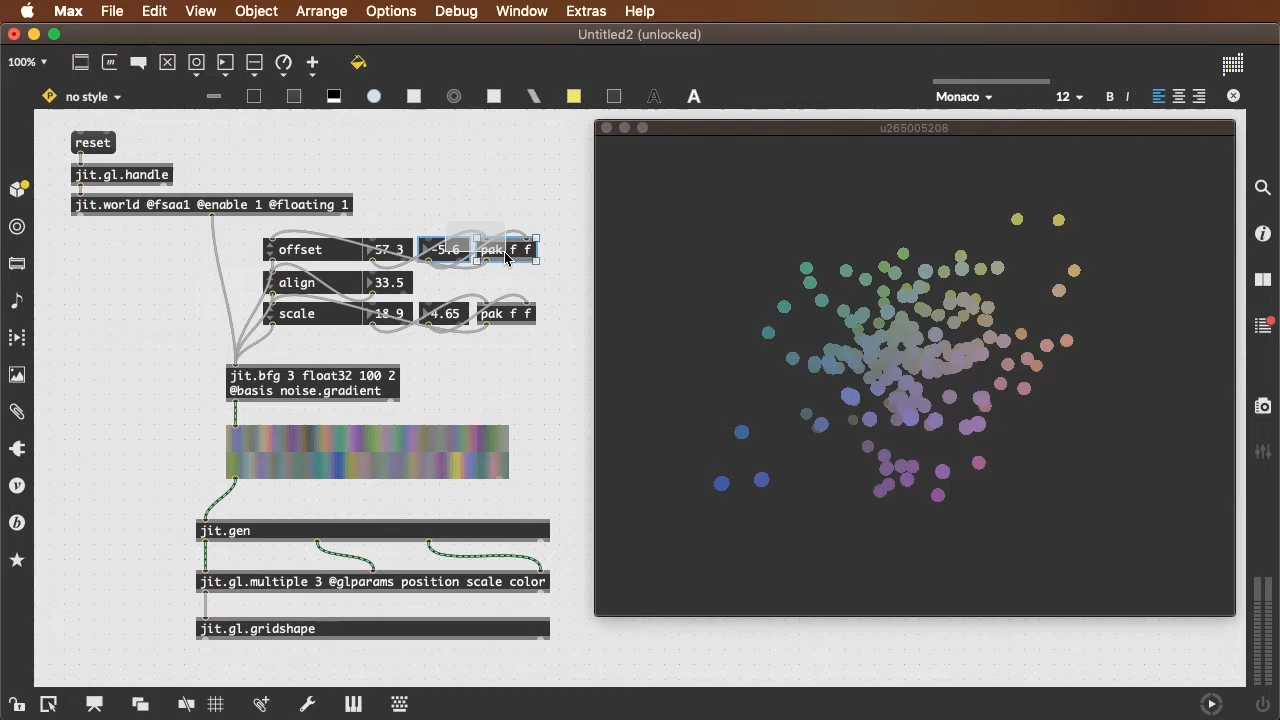 Max File Edit View Object Arrange Options Debug Window Extras Help
Untitled2 (unlocked)
100%
no style
Monaco 12 B I A A
u265005208
reset
jit.gl.handle
jit.world @fsaa1 @enable 1 @floating 1
offset 57.3 -5.6 pak f f
align 33.5
scale 18.9 4.65 pak f f
jit.bfg 3 float32 100 2
@basis noise.gradient
jit.gen
jit.gl.multiple 3 @glparams position scale color
jit.gl.gridshape